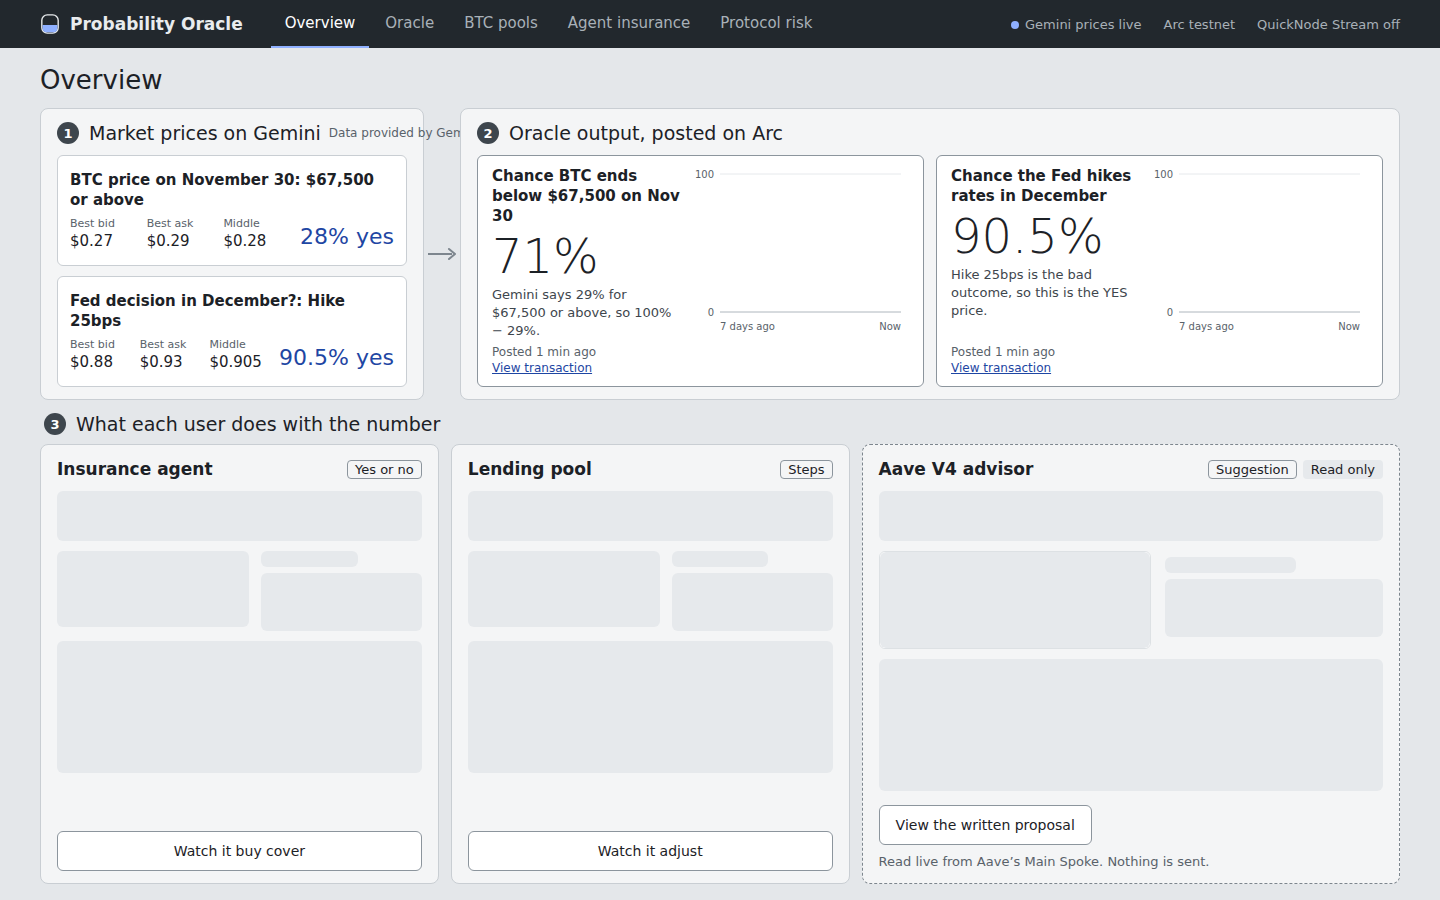 Probability Oracle
Overview
Oracle
BTC pools
Agent insurance
Protocol risk
Gemini prices live
Arc testnet
QuickNode Stream off
Overview
1 Market prices on Gemini
Data provided by Gem
BTC price on November 30: $67,500
or above
Best bid
Best ask
Middle
$0.27
$0.29
$0.28
28% yes
Fed decision in December?: Hike
25bps
Best bid
Best ask
Middle
$0.88
$0.93
$0.905
90.5% yes
2 Oracle output, posted on Arc
Chance BTC ends
below $67,500 on Nov
30
71%
Gemini says 29% for
$67,500 or above, so 100%
− 29%.
Posted 1 min ago
View transaction
100
0
7 days ago
Now
Chance the Fed hikes
rates in December
90.5%
Hike 25bps is the bad
outcome, so this is the YES
price.
Posted 1 min ago
View transaction
100
0
7 days ago
Now
3 What each user does with the number
Insurance agent
Yes or no
Watch it buy cover
Lending pool
Steps
Watch it adjust
Aave V4 advisor
Suggestion
Read only
View the written proposal
Read live from Aave’s Main Spoke. Nothing is sent.